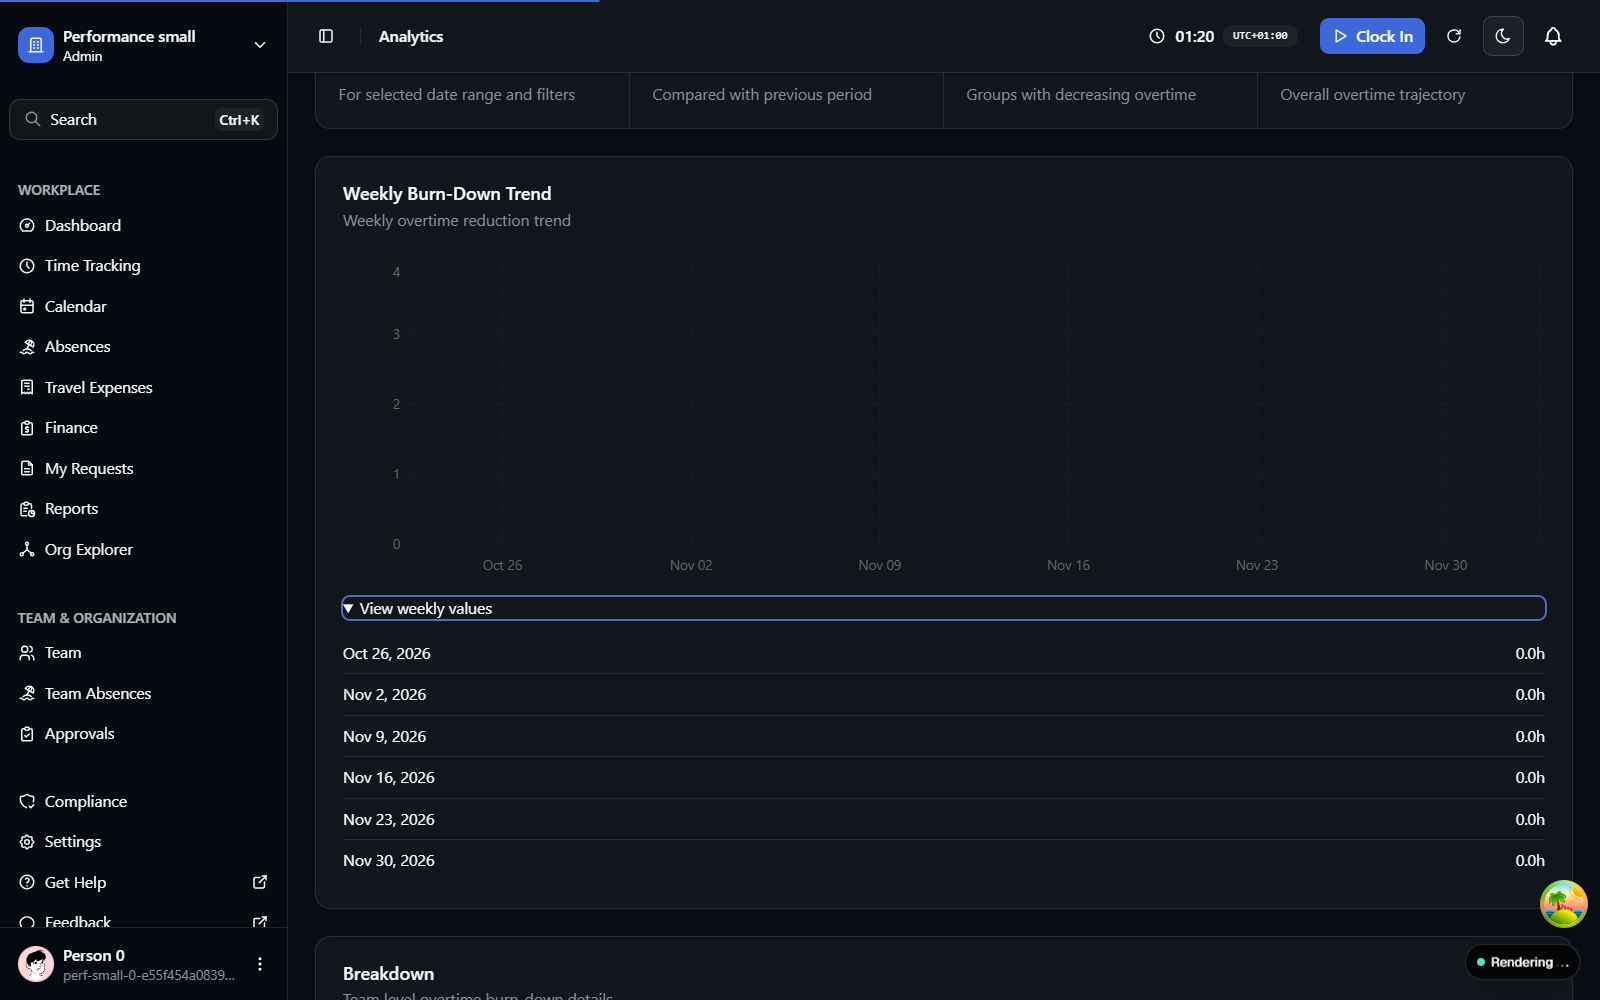 Performance small
Admin
Search
Ctrl+K
WORKPLACE
Dashboard
Time Tracking
Calendar
Absences
Travel Expenses
Finance
My Requests
Reports
Org Explorer
TEAM & ORGANIZATION
Team
Team Absences
Approvals
Compliance
Settings
Get Help
Feedback
Person 0
perf-small-0-e55f454a0839...
Analytics
01:20
UTC+01:00
Clock In
For selected date range and filters
Compared with previous period
Groups with decreasing overtime
Overall overtime trajectory
Weekly Burn-Down Trend
Weekly overtime reduction trend
4
3
2
1
0
Oct 26
Nov 02
Nov 09
Nov 16
Nov 23
Nov 30
View weekly values
Oct 26, 2026 0.0h
Nov 2, 2026 0.0h
Nov 9, 2026 0.0h
Nov 16, 2026 0.0h
Nov 23, 2026 0.0h
Nov 30, 2026 0.0h
Breakdown
Team level overtime burn-down details
Rendering ...